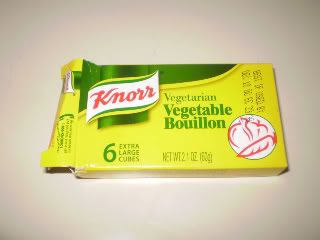 Knorr
Vegetarian
Vegetable
Bouillon
6 EXTRA
LARGE
CUBES
NET WT. 2.1 OZ. (60g)